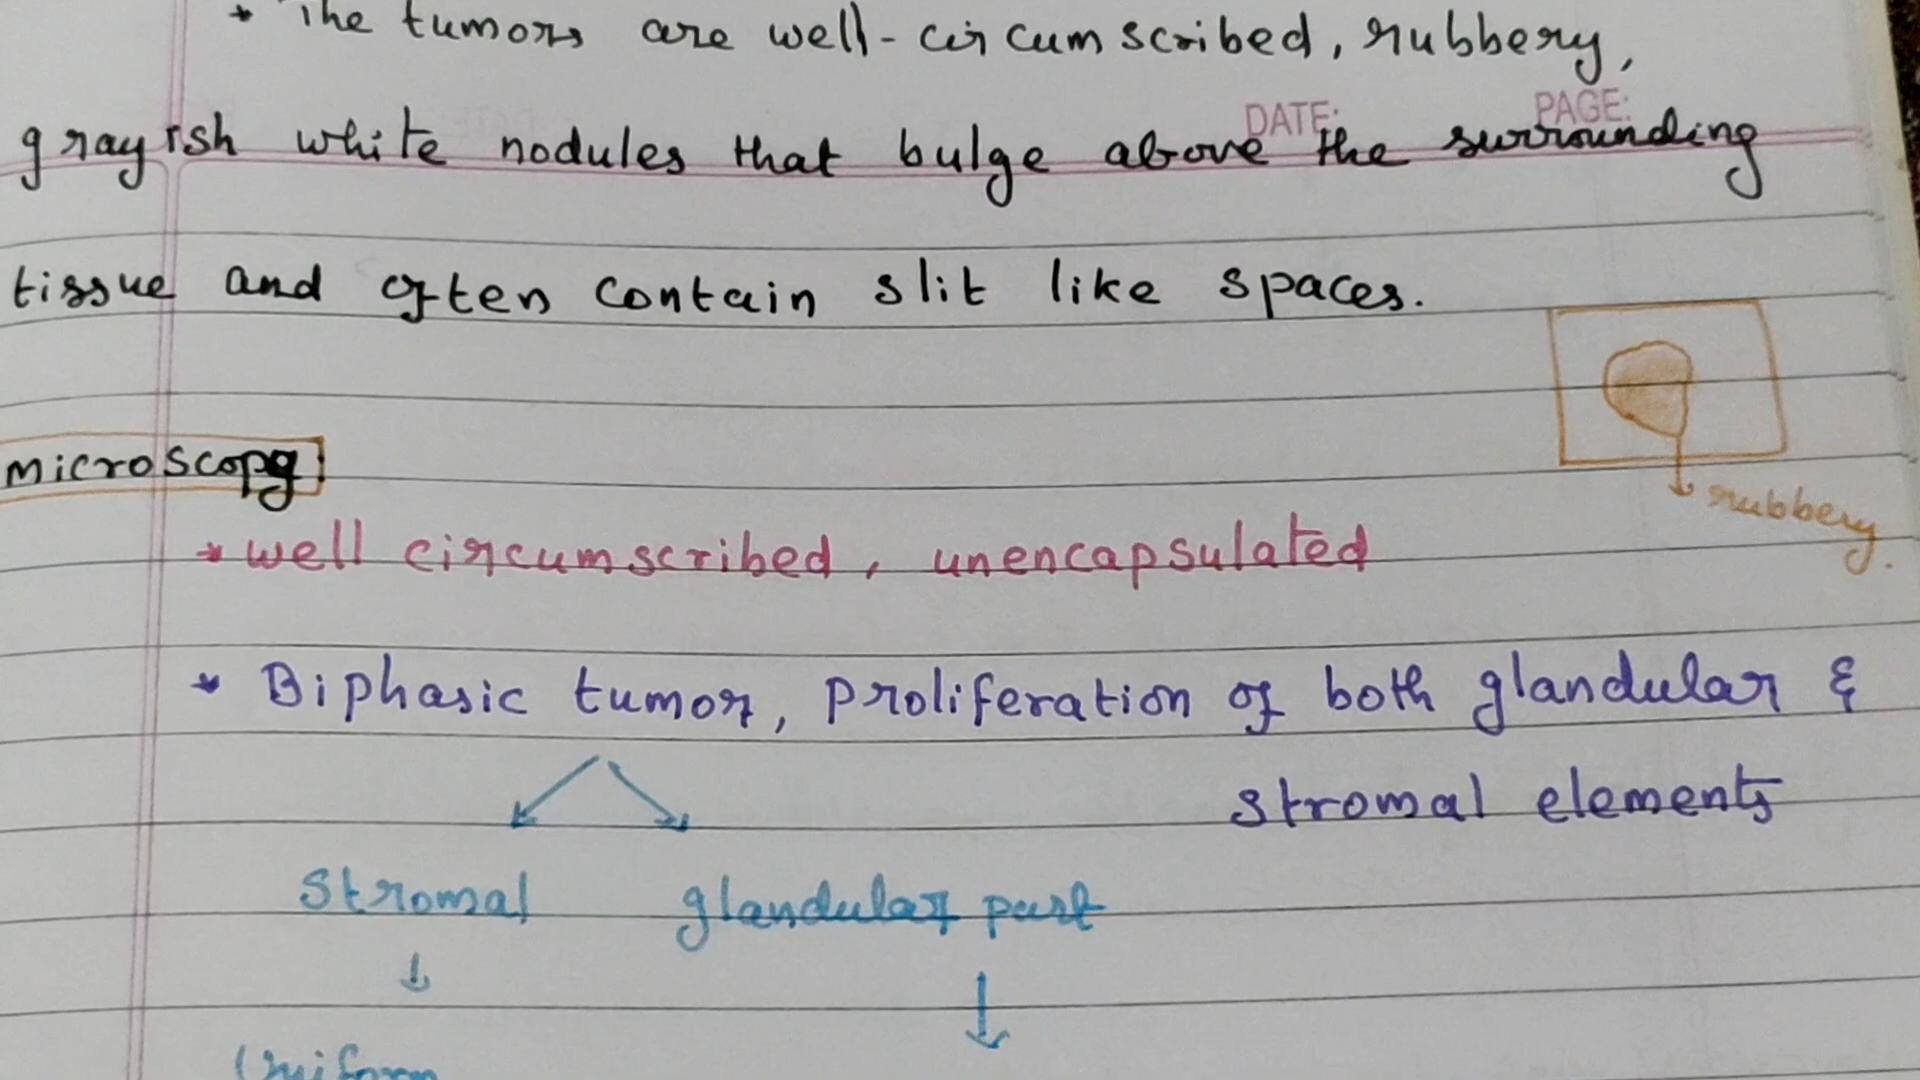 * The tumors are well-circumscribed, rubbery,
DATE: PAGE:
grayish white nodules that bulge above the surrounding
tissue and often contain slit like spaces.
microscopy
rubbery.
* well circumscribed, unencapsulated
* Biphasic tumor, proliferation of both glandular &
stromal elements
Stromal glandular part
Uniform